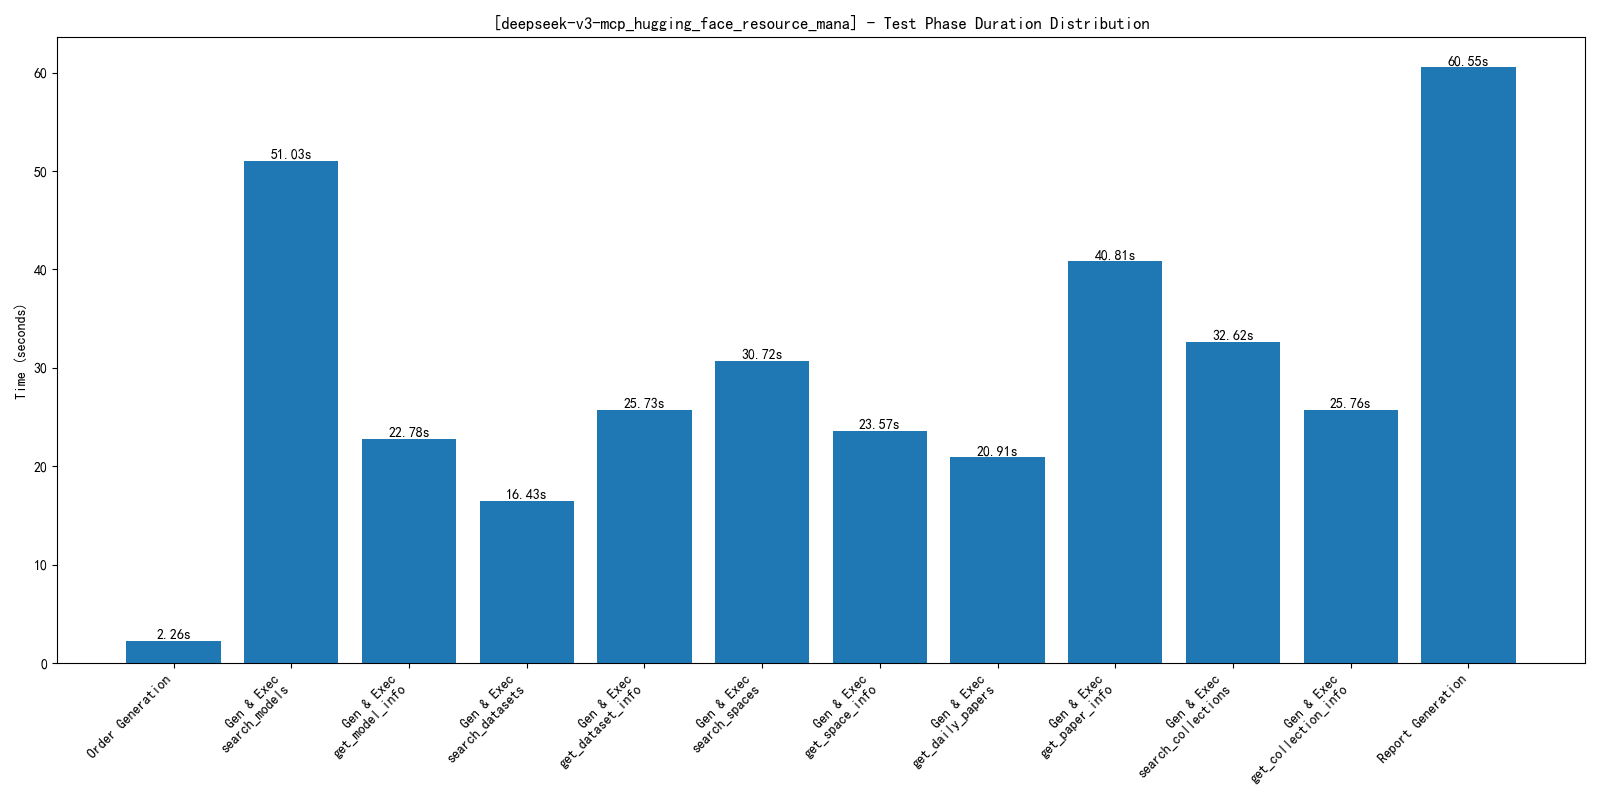 [deepseek-v3-mcp_hugging_face_resource_mana] - Test Phase Duration Distribution
Time (seconds)
60
50
40
30
20
10
0
2.26s
51.03s
22.78s
16.43s
25.73s
30.72s
23.57s
20.91s
40.81s
32.62s
25.76s
60.55s
Order Generation
Gen & Exec
search_models
Gen & Exec
get_model_info
Gen & Exec
search_datasets
Gen & Exec
get_dataset_info
Gen & Exec
search_spaces
Gen & Exec
get_space_info
Gen & Exec
get_daily_papers
Gen & Exec
get_paper_info
Gen & Exec
search_collections
Gen & Exec
get_collection_info
Report Generation